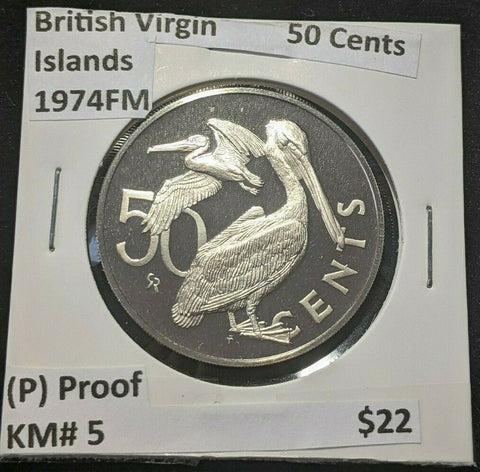 British Virgin
Islands
1974FM
50 Cents
50
CENTS
(P) Proof
KM# 5
$22